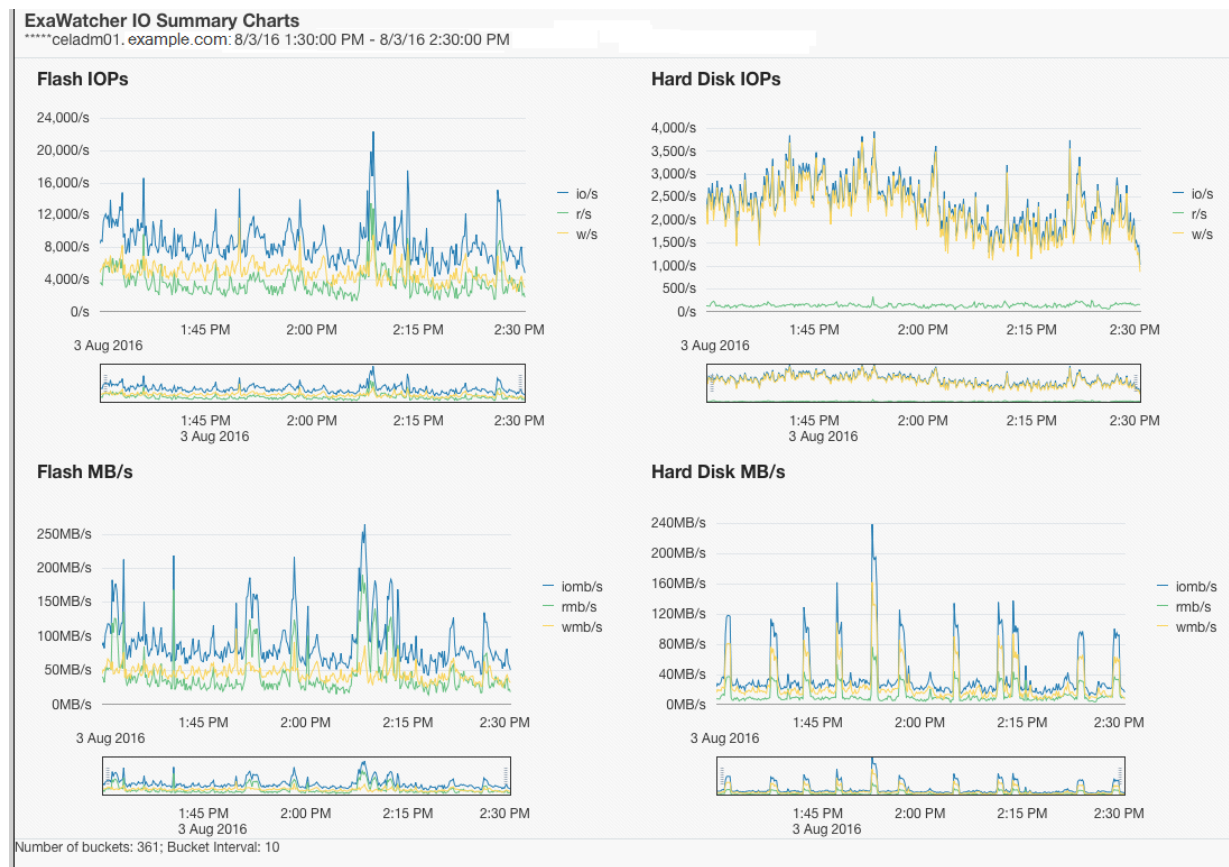 ExaWatcher IO Summary Charts
*****celadm01. example.com: 8/3/16 1:30:00 PM - 8/3/16 2:30:00 PM
Flash IOPs
24,000/s
20,000/s
16,000/s
12,000/s
8,000/s
4,000/s
0/s
io/s
r/s
w/s
1:45 PM 2:00 PM 2:15 PM 2:30 PM
3 Aug 2016
1:45 PM 2:00 PM 2:15 PM 2:30 PM
3 Aug 2016
Hard Disk IOPs
4,000/s
3,500/s
3,000/s
2,500/s
2,000/s
1,500/s
1,000/s
500/s
0/s
io/s
r/s
w/s
1:45 PM 2:00 PM 2:15 PM 2:30 PM
3 Aug 2016
1:45 PM 2:00 PM 2:15 PM 2:30 PM
3 Aug 2016
Flash MB/s
250MB/s
200MB/s
150MB/s
100MB/s
50MB/s
0MB/s
iomb/s
rmb/s
wmb/s
1:45 PM 2:00 PM 2:15 PM 2:30 PM
3 Aug 2016
1:45 PM 2:00 PM 2:15 PM 2:30 PM
3 Aug 2016
Hard Disk MB/s
240MB/s
200MB/s
160MB/s
120MB/s
80MB/s
40MB/s
0MB/s
iomb/s
rmb/s
wmb/s
1:45 PM 2:00 PM 2:15 PM 2:30 PM
3 Aug 2016
1:45 PM 2:00 PM 2:15 PM 2:30 PM
3 Aug 2016
Number of buckets: 361; Bucket Interval: 10